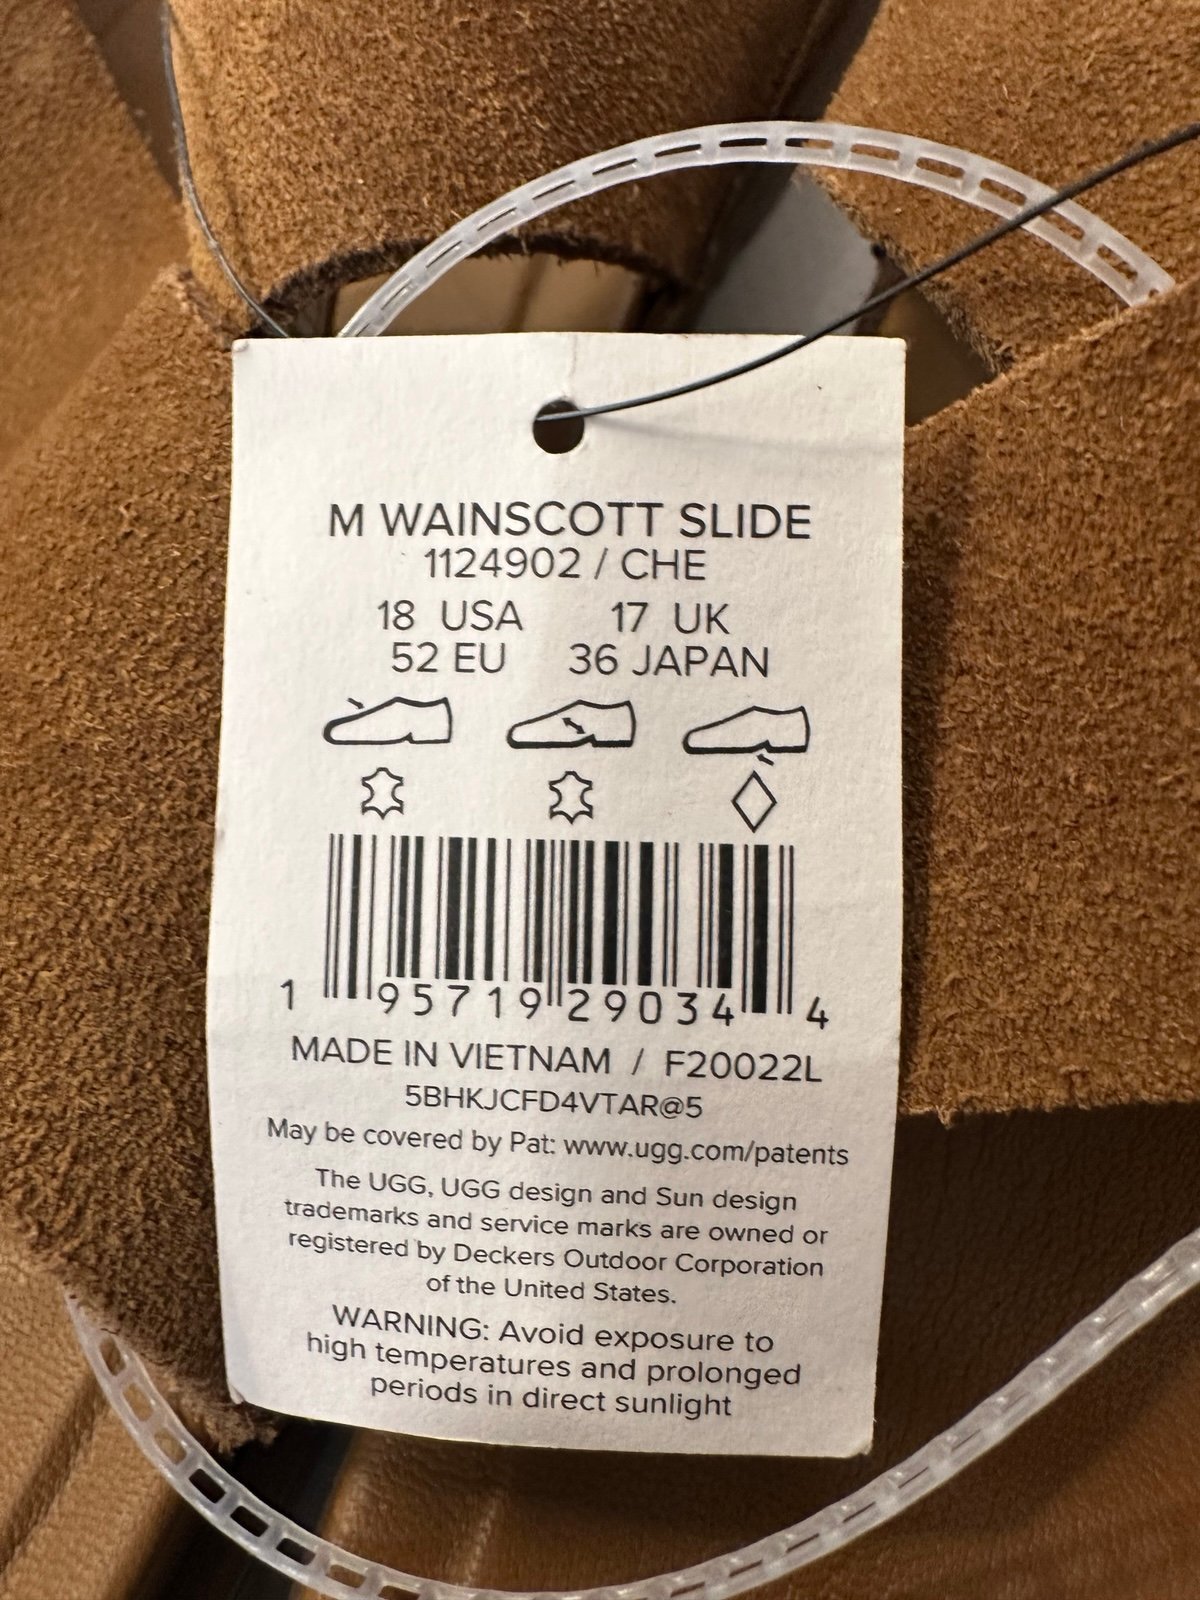 M WAINSCOTT SLIDE
1124902 / CHE
18 USA 17 UK
52 EU 36 JAPAN
1 95719 29034 4
MADE IN VIETNAM / F20022L
5BHKJCFD4VTAR@5
May be covered by Pat: www.ugg.com/patents
The UGG, UGG design and Sun design
trademarks and service marks are owned or
registered by Deckers Outdoor Corporation
of the United States.
WARNING: Avoid exposure to
high temperatures and prolonged
periods in direct sunlight